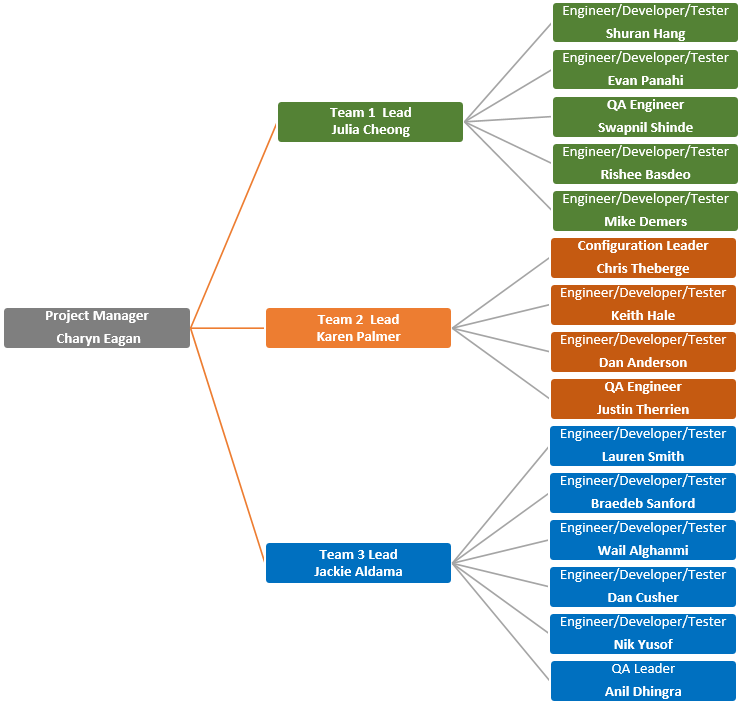 Engineer/Developer/Tester
Shuran Hang
Engineer/Developer/Tester
Evan Panahi
QA Engineer
Swapnil Shinde
Engineer/Developer/Tester
Rishee Basdeo
Engineer/Developer/Tester
Mike Demers
Team 1 Lead
Julia Cheong
Configuration Leader
Chris Theberge
Engineer/Developer/Tester
Keith Hale
Engineer/Developer/Tester
Dan Anderson
QA Engineer
Justin Therrien
Project Manager
Charyn Eagan
Team 2 Lead
Karen Palmer
Engineer/Developer/Tester
Lauren Smith
Engineer/Developer/Tester
Braedeb Sanford
Engineer/Developer/Tester
Wail Alghanmi
Engineer/Developer/Tester
Dan Cusher
Engineer/Developer/Tester
Nik Yusof
QA Leader
Anil Dhingra
Team 3 Lead
Jackie Aldama